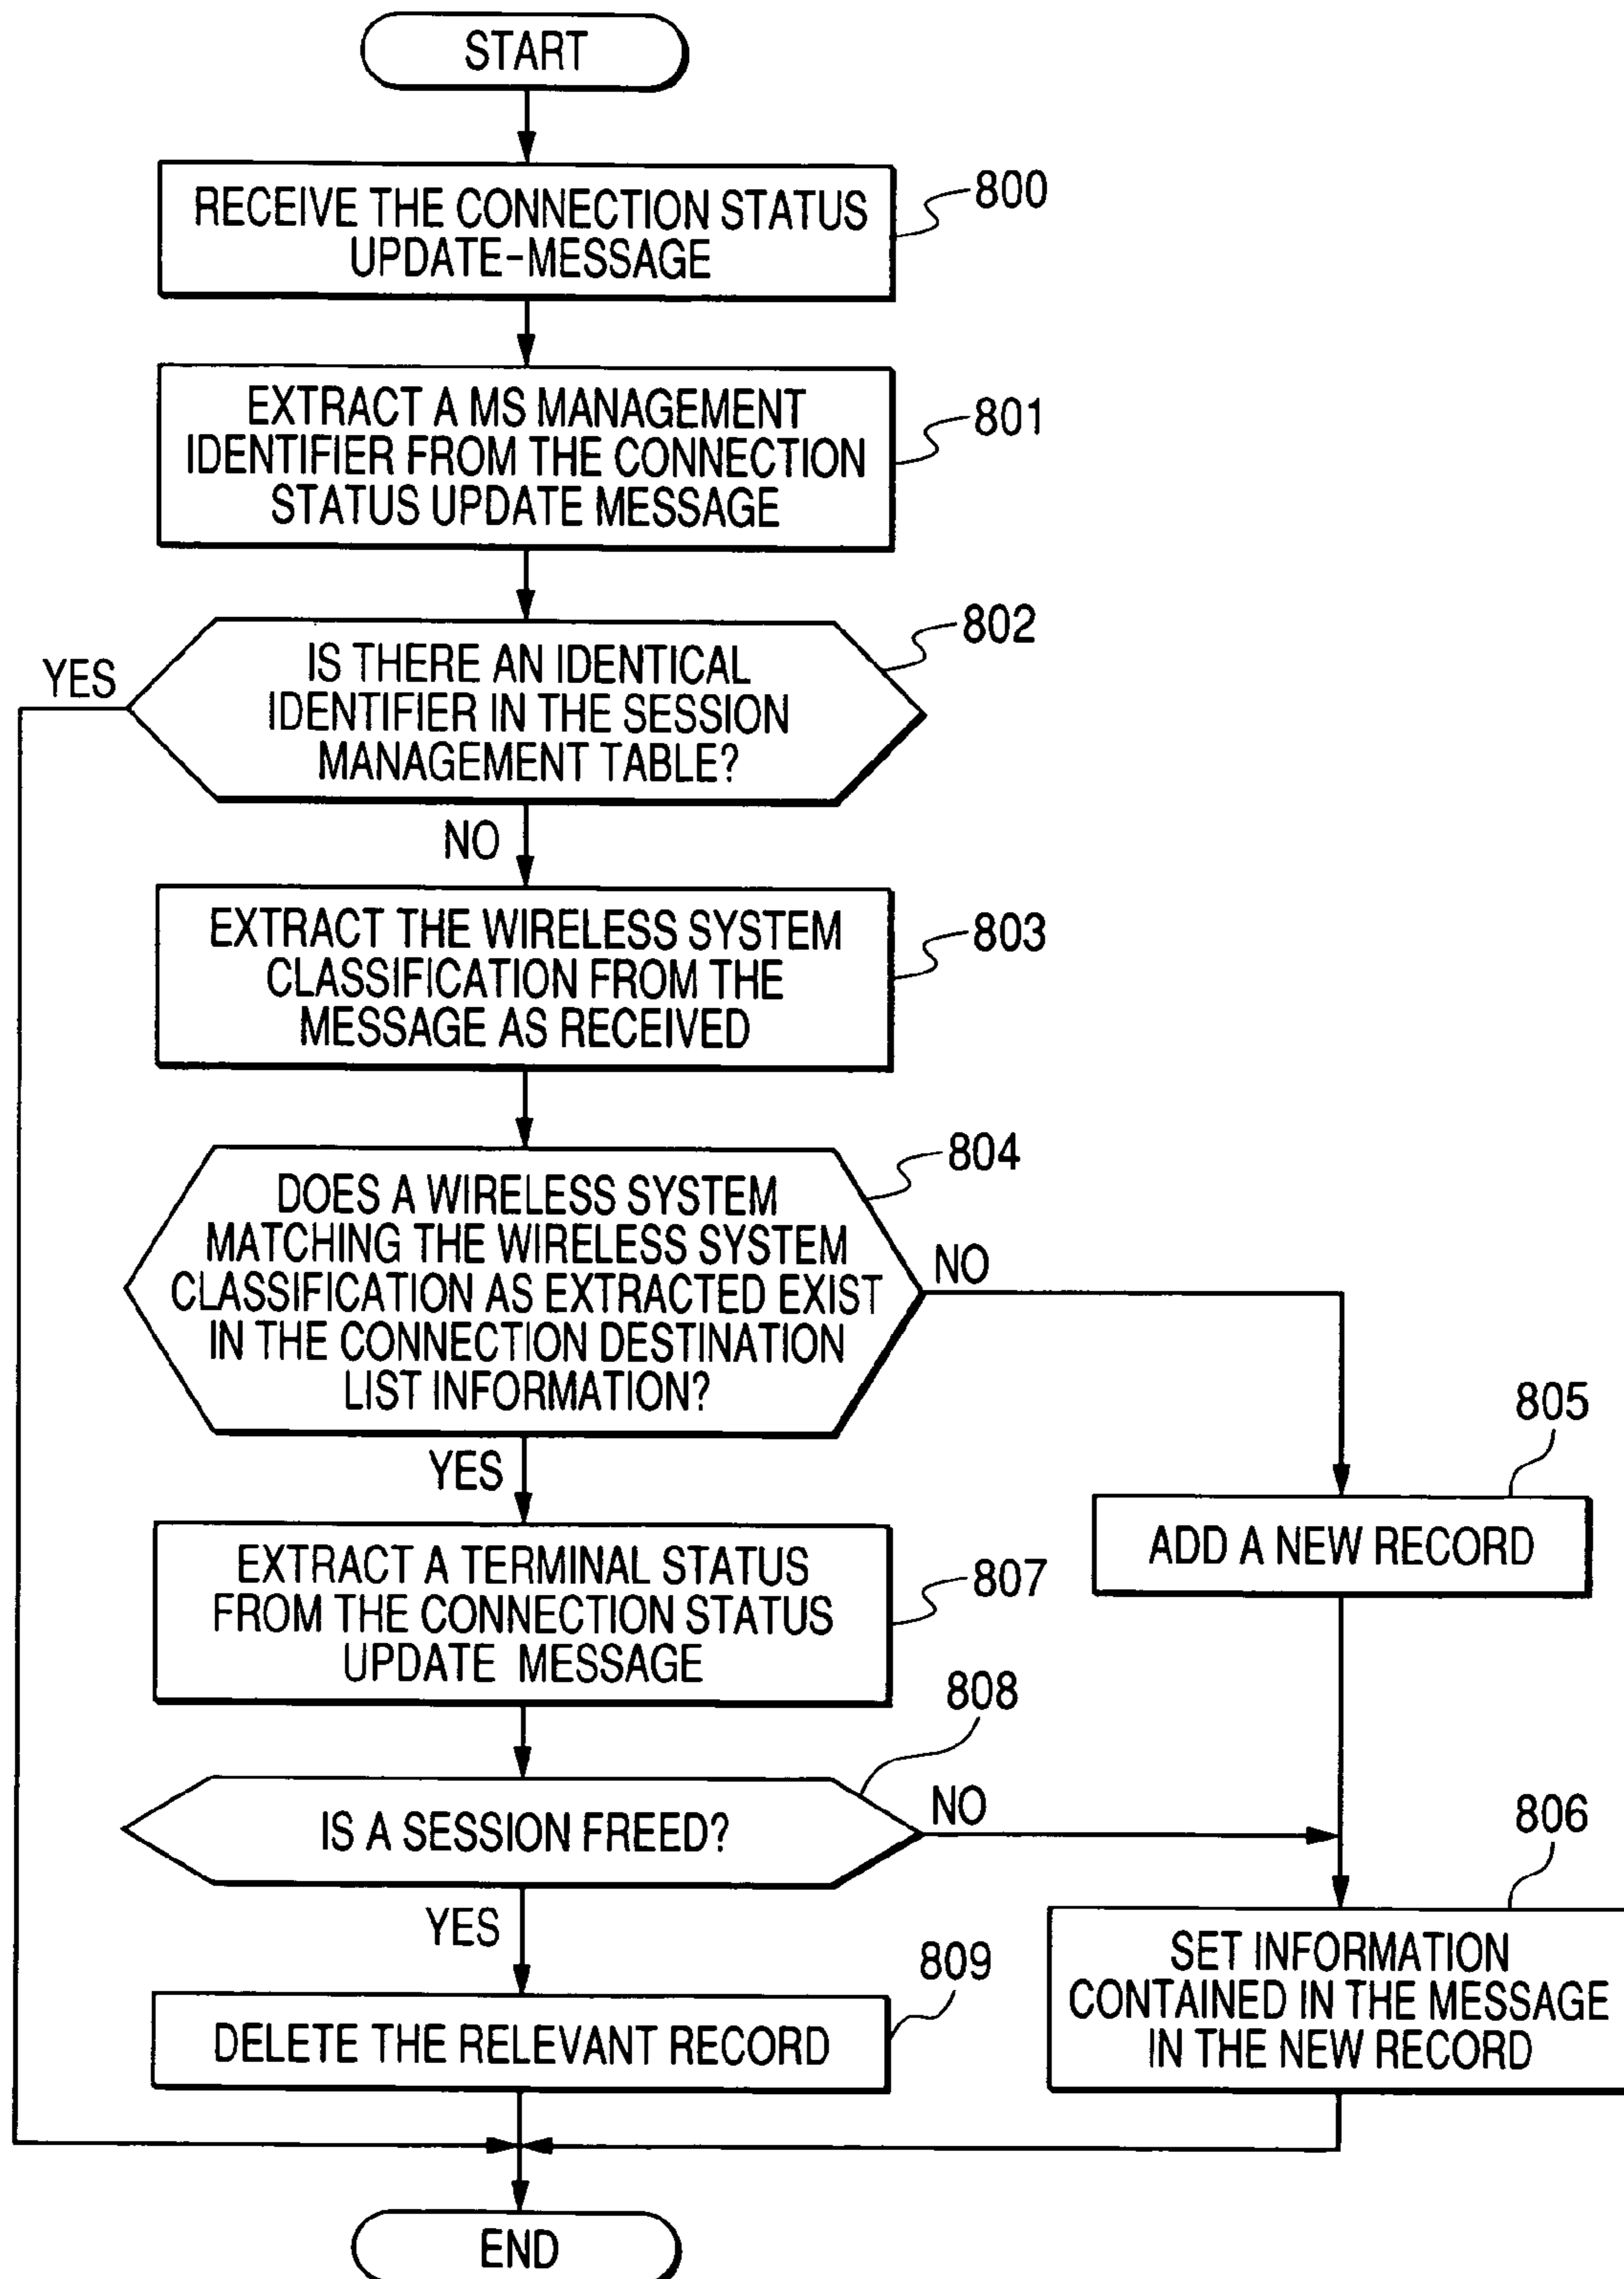 START
RECEIVE THE CONNECTION STATUS
UPDATE-MESSAGE
800
EXTRACT A MS MANAGEMENT
IDENTIFIER FROM THE CONNECTION
STATUS UPDATE MESSAGE
801
IS THERE AN IDENTICAL
IDENTIFIER IN THE SESSION
MANAGEMENT TABLE?
802
YES
NO
EXTRACT THE WIRELESS SYSTEM
CLASSIFICATION FROM THE
MESSAGE AS RECEIVED
803
DOES A WIRELESS SYSTEM
MATCHING THE WIRELESS SYSTEM
CLASSIFICATION AS EXTRACTED EXIST
IN THE CONNECTION DESTINATION
LIST INFORMATION?
804
NO
YES
805
ADD A NEW RECORD
EXTRACT A TERMINAL STATUS
FROM THE CONNECTION STATUS
UPDATE MESSAGE
807
808
IS A SESSION FREED?
NO
YES
806
SET INFORMATION
CONTAINED IN THE MESSAGE
IN THE NEW RECORD
809
DELETE THE RELEVANT RECORD
END